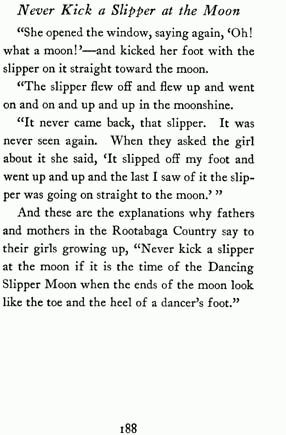 Never Kick a Slipper at the Moon
“She opened the window, saying again, ‘Oh!
what a moon!’—and kicked her foot with the
slipper on it straight toward the moon.
“The slipper flew off and flew up and went
on and on and up and up in the moonshine.
“It never came back, that slipper. It was
never seen again. When they asked the girl
about it she said, ‘It slipped off my foot and
went up and up and the last I saw of it the slip-
per was going on straight to the moon.’ ”
And these are the explanations why fathers
and mothers in the Rootabaga Country say to
their girls growing up, “Never kick a slipper
at the moon if it is the time of the Dancing
Slipper Moon when the ends of the moon look
like the toe and the heel of a dancer’s foot.”
188